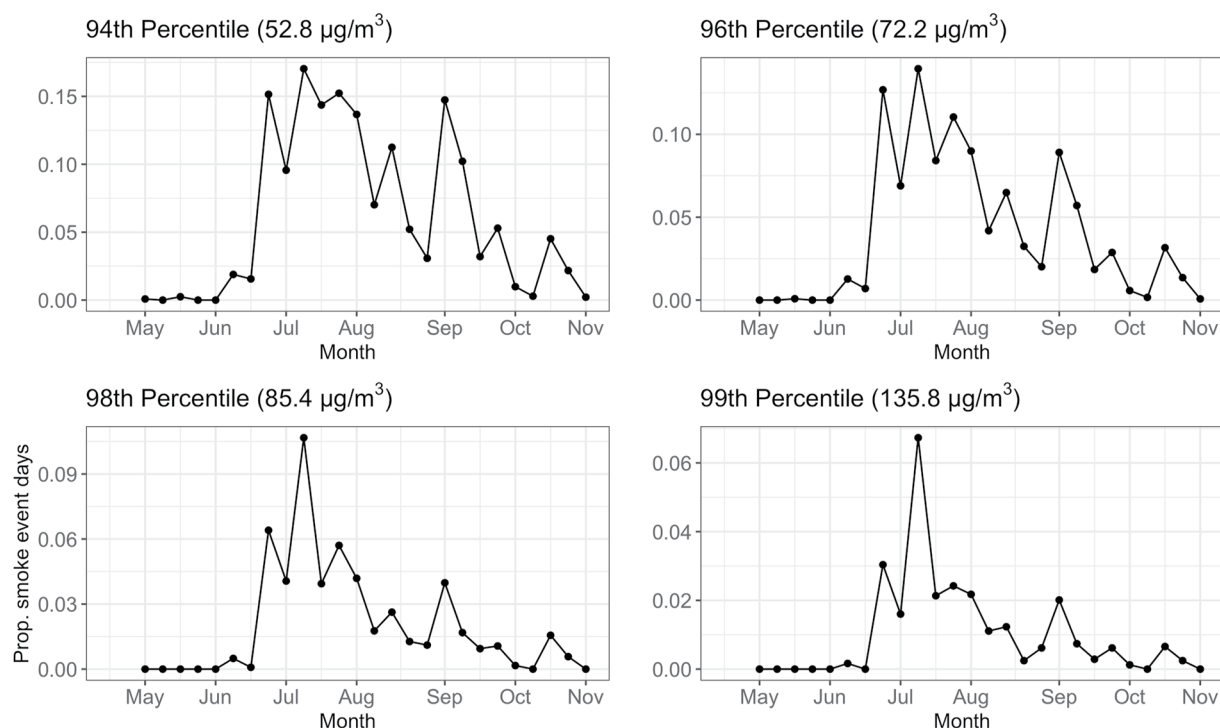 94th Percentile (52.8 µg/m³)
0.15
0.10
0.05
0.00
May Jun Jul Aug Sep Oct Nov
Month
96th Percentile (72.2 µg/m³)
0.10
0.05
0.00
May Jun Jul Aug Sep Oct Nov
Month
98th Percentile (85.4 µg/m³)
Prop. smoke event days
0.09
0.06
0.03
0.00
May Jun Jul Aug Sep Oct Nov
Month
99th Percentile (135.8 µg/m³)
0.06
0.04
0.02
0.00
May Jun Jul Aug Sep Oct Nov
Month